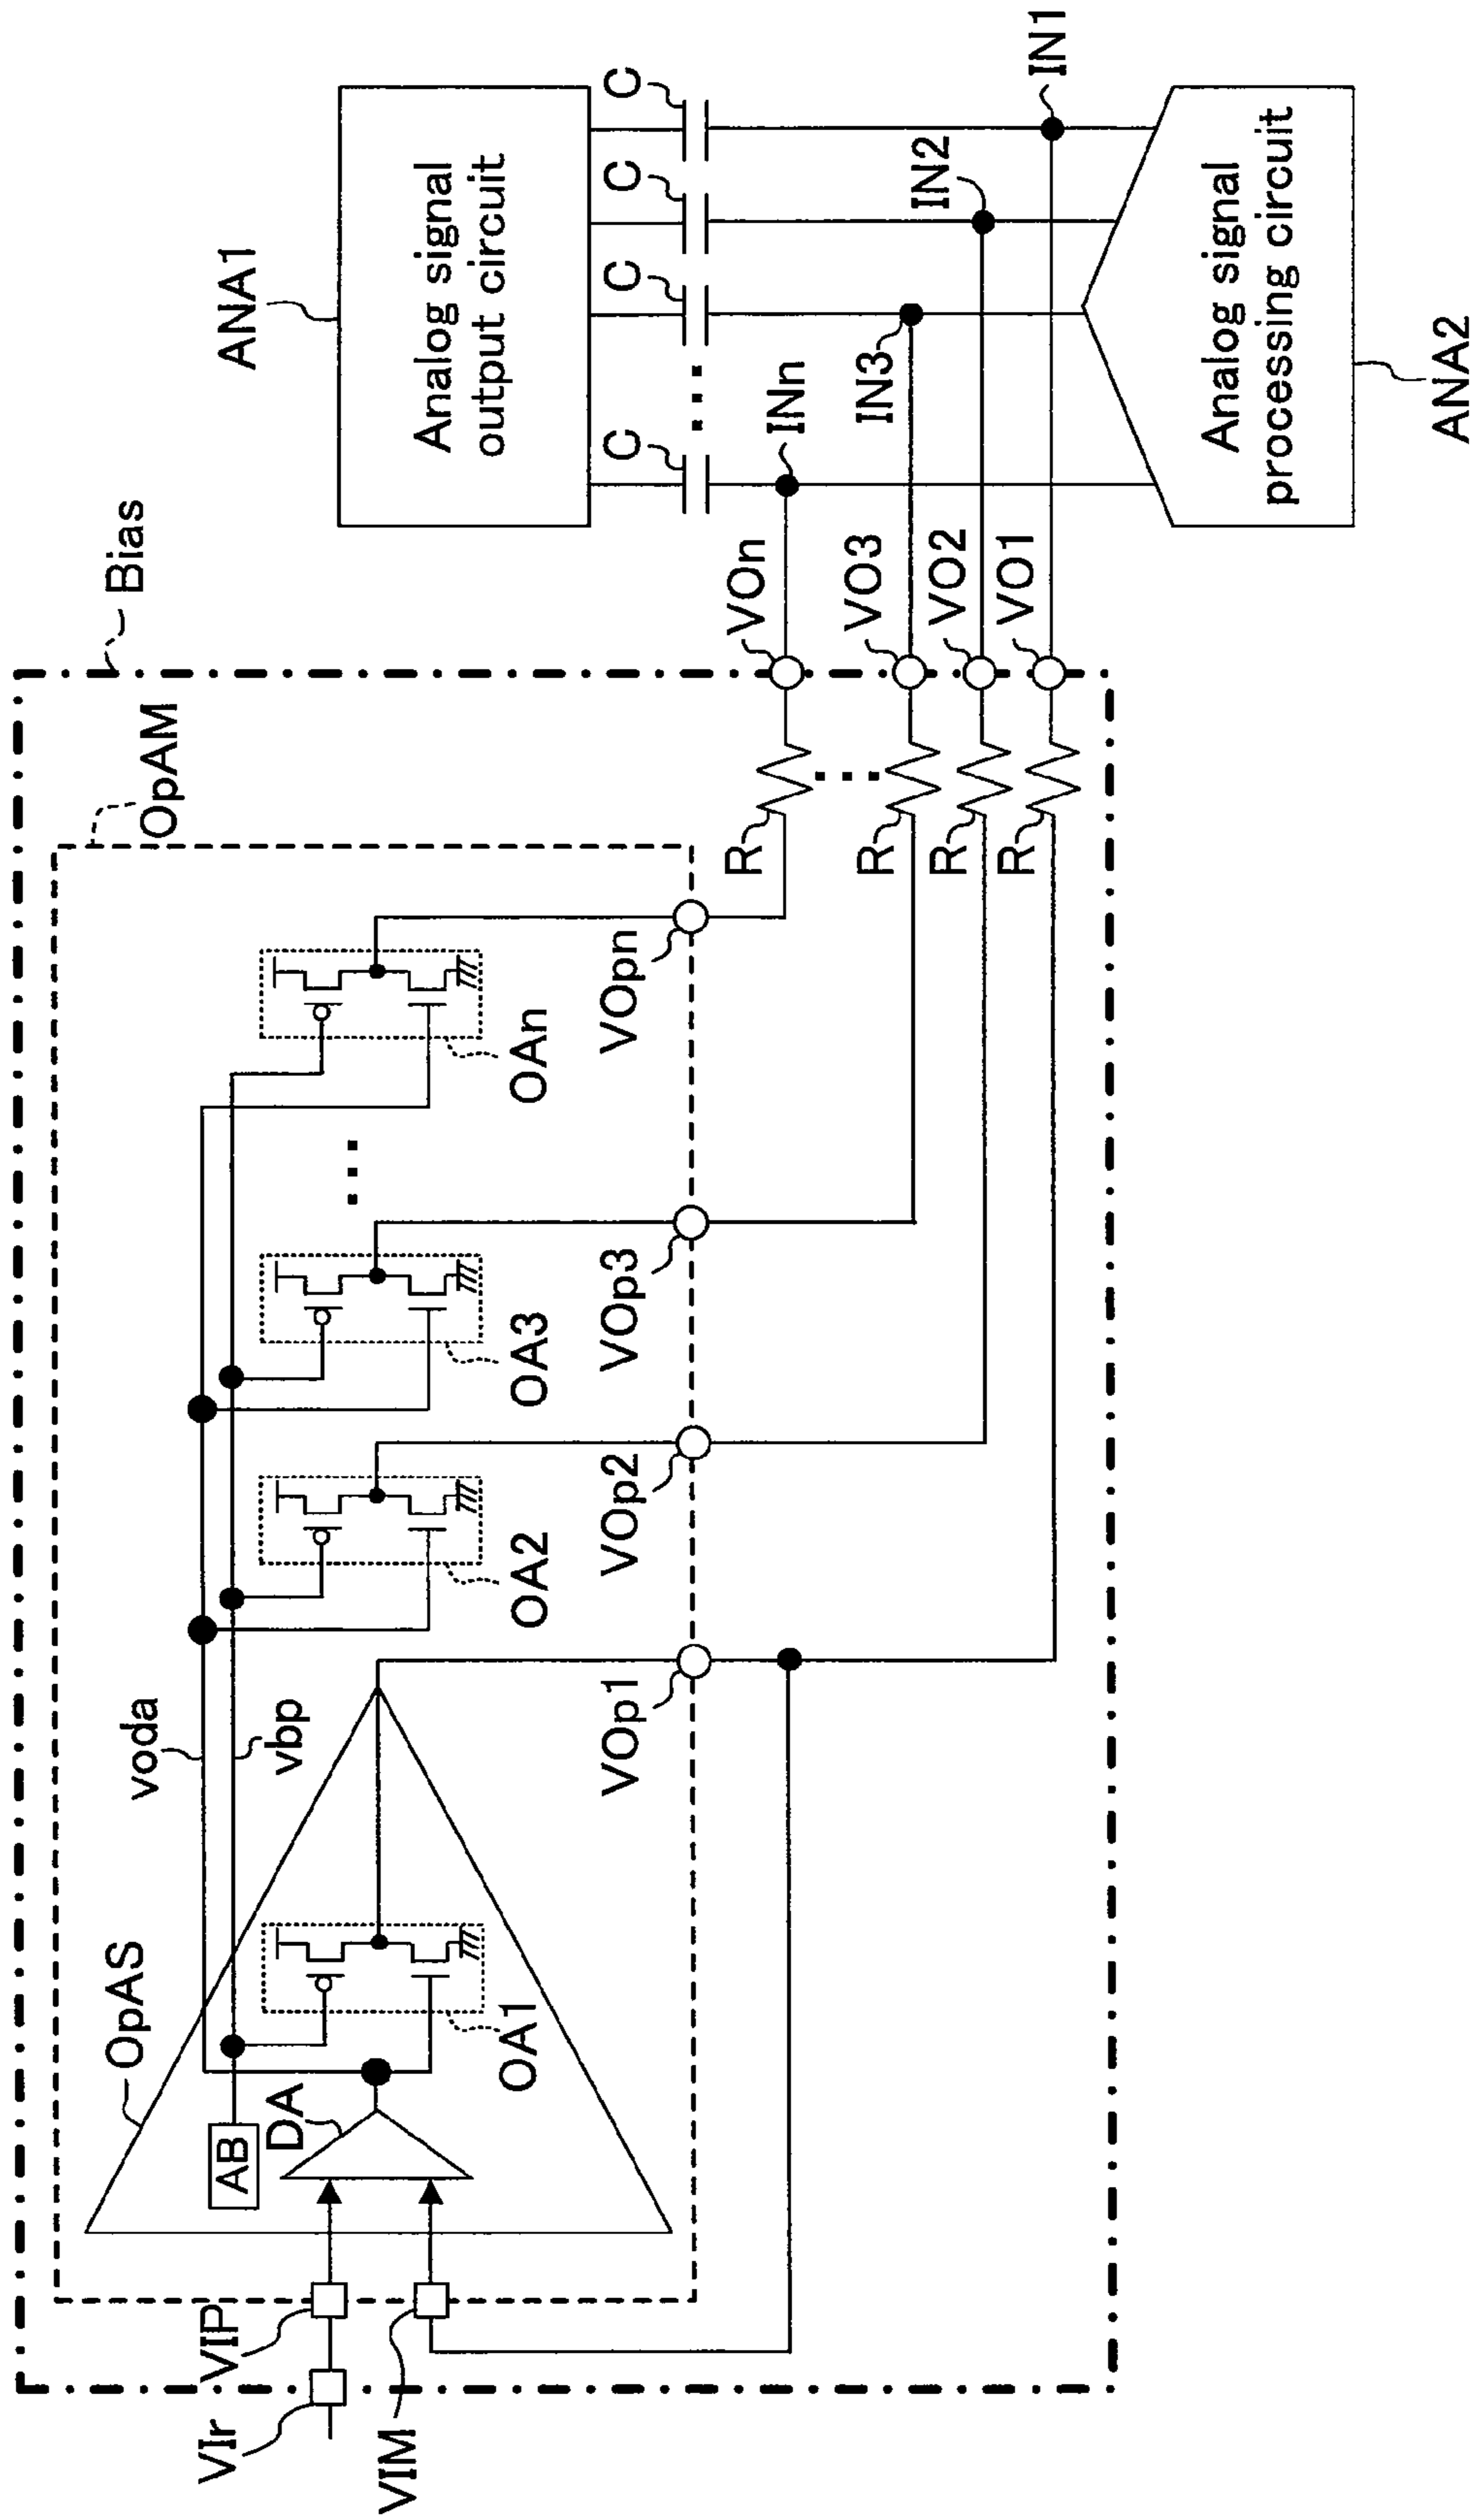 Bias
OpAM
OpAS
voda
vbp
AB
DA
OA1
OA2
OA3
...
OAn
VIr
VIP
VIM
VOp1
VOp2
VOp3
VOpn
R
...
R
R
R
VOn
VO3
VO2
VO1
ANA1
Analog signal
output circuit
C
...
C
C
C
INn
IN3
IN2
IN1
Analog signal
processing circuit
ANA2